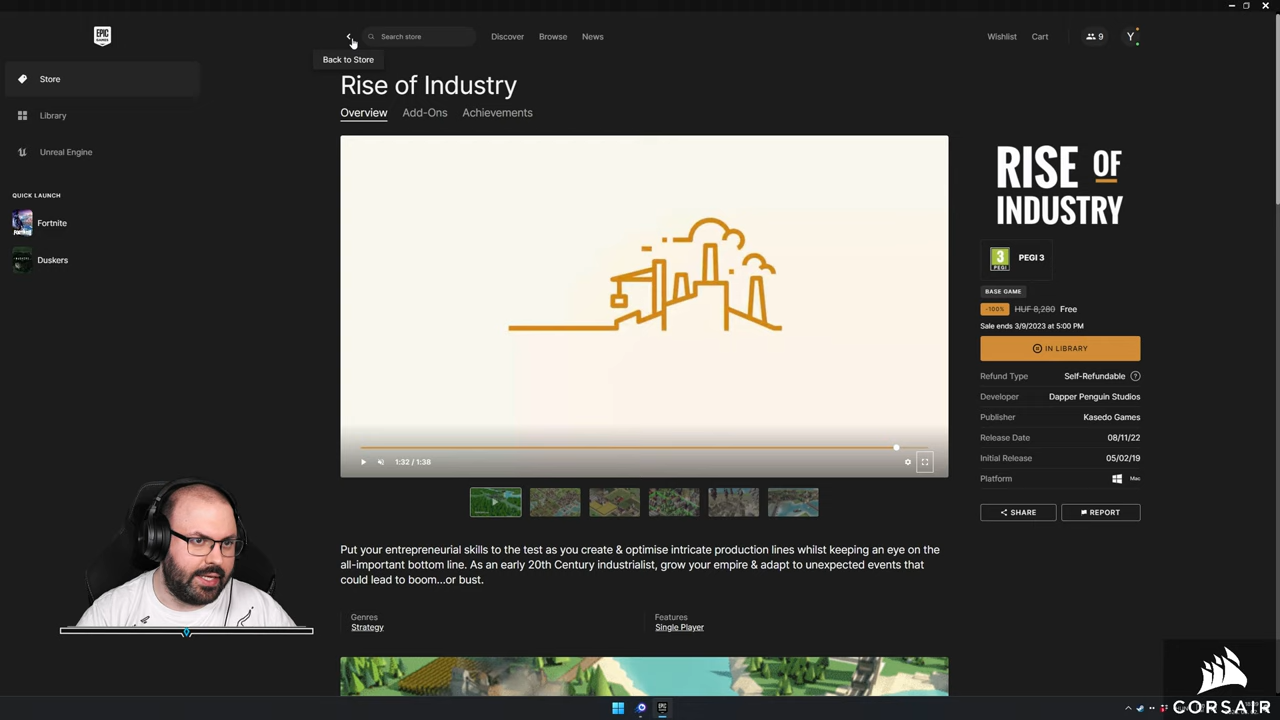 EPIC
GAMES
Search store
Discover
Browse
News
Wishlist
Cart
9
Y
Back to Store
Store
Library
Unreal Engine
QUICK LAUNCH
Fortnite
Duskers
Rise of Industry
Overview
Add-Ons
Achievements
1:32 / 1:38
RISE OF
INDUSTRY
3
PEGI
PEGI 3
BASE GAME
-100%
HUF 8,280
Free
Sale ends 3/9/2023 at 5:00 PM
IN LIBRARY
Refund Type
Self-Refundable
Developer
Dapper Penguin Studios
Publisher
Kasedo Games
Release Date
08/11/22
Initial Release
05/02/19
Platform
Mac
SHARE
REPORT
Put your entrepreneurial skills to the test as you create & optimise intricate production lines whilst keeping an eye on the
all-important bottom line. As an early 20th Century industrialist, grow your empire & adapt to unexpected events that
could lead to boom...or bust.
Genres
Strategy
Features
Single Player
CORSAIR